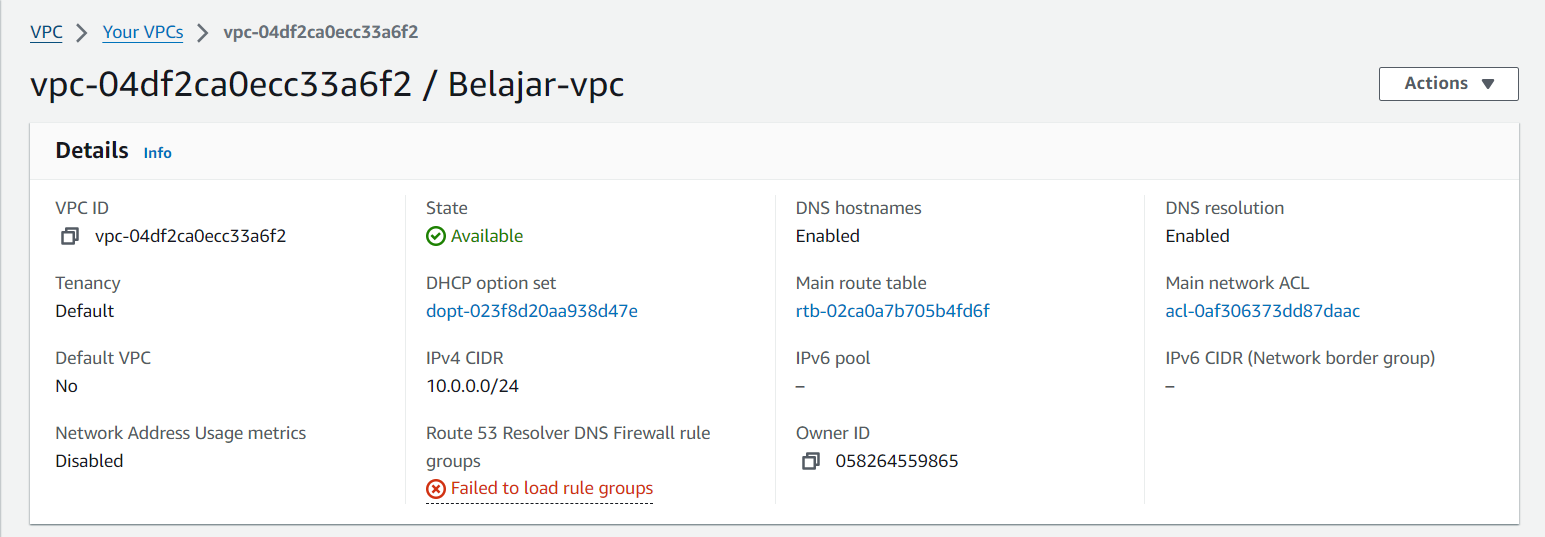 VPC > Your VPCs > vpc-04df2ca0ecc33a6f2
vpc-04df2ca0ecc33a6f2 / Belajar-vpc
Actions ▼
Details Info
VPC ID
vpc-04df2ca0ecc33a6f2
State
Available
DNS hostnames
Enabled
DNS resolution
Enabled
Tenancy
Default
DHCP option set
dopt-023f8d20aa938d47e
Main route table
rtb-02ca0a7b705b4fd6f
Main network ACL
acl-0af306373dd87daac
Default VPC
No
IPv4 CIDR
10.0.0.0/24
IPv6 pool
–
IPv6 CIDR (Network border group)
–
Network Address Usage metrics
Disabled
Route 53 Resolver DNS Firewall rule
groups
Failed to load rule groups
Owner ID
058264559865